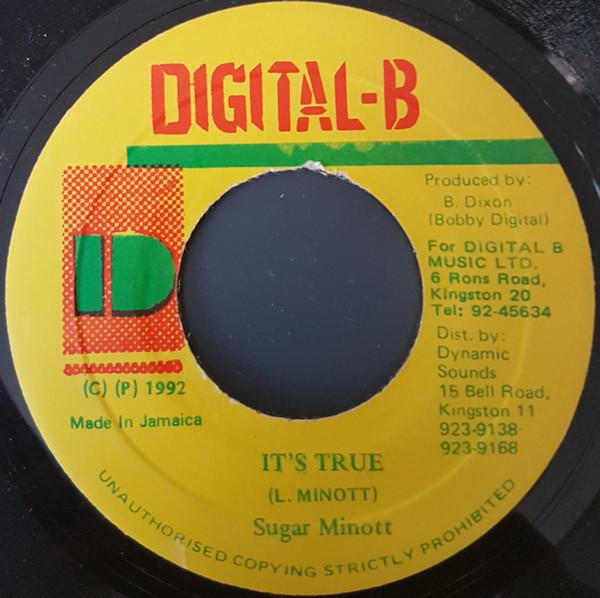 DIGITAL-B
Produced by:
B. Dixon
(Bobby Digital)
For DIGITAL B
MUSIC LTD.
6 Rons Road,
Kingston 20
Tel: 92-45634
Dist. by:
Dynamic
Sounds
15 Bell Road,
Kingston 11
923-9138-
923-9168
D
(C) (P) 1992
Made In Jamaica
IT'S TRUE
(L. MINOTT)
Sugar Minott
UNAUTHORISED COPYING STRICTLY PROHIBITED